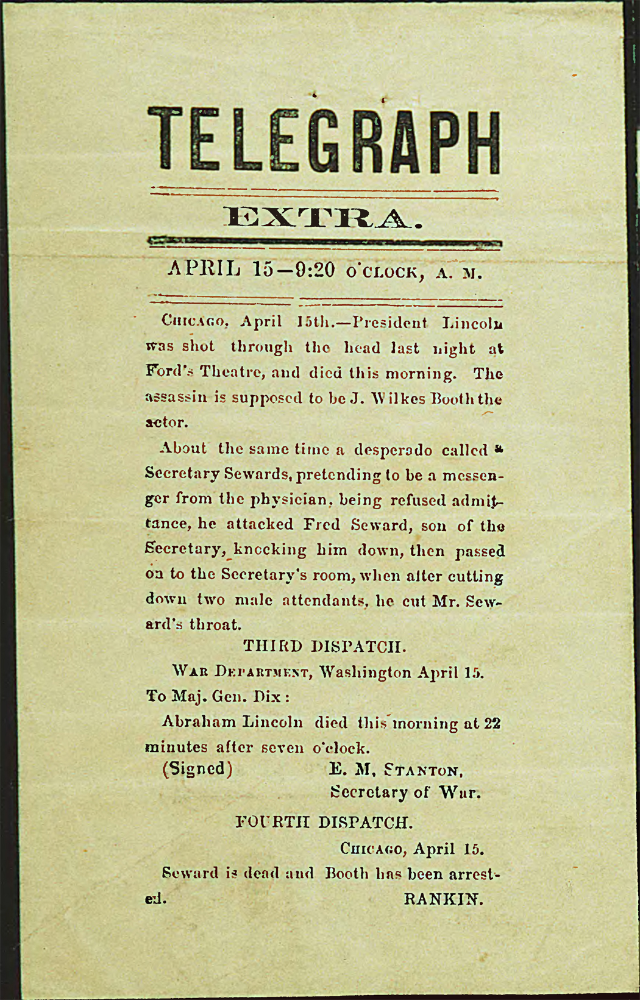 TELEGRAPH
EXTRA.
APRIL 15—9:20 O'CLOCK, A. M.
CHICAGO, April 15th.—President Lincoln
was shot through the head last night at
Ford's Theatre, and died this morning. The
assassin is supposed to be J. Wilkes Booth the
actor.
About the same time a desperado called a
Secretary Sewards, pretending to be a messen-
ger from the physician, being refused admit-
tance, he attacked Fred Seward, son of the
Secretary, knocking him down, then passed
on to the Secretary's room, when after cutting
down two male attendants, he cut Mr. Sew-
ard's throat.
THIRD DISPATCH.
WAR DEPARTMENT, Washington April 15.
To Maj. Gen. Dix:
Abraham Lincoln died this morning at 22
minutes after seven o'clock.
(Signed) E. M. STANTON,
Secretary of War.
FOURTH DISPATCH.
CHICAGO, April 15.
Seward is dead and Booth has been arrest-
ed. RANKIN.